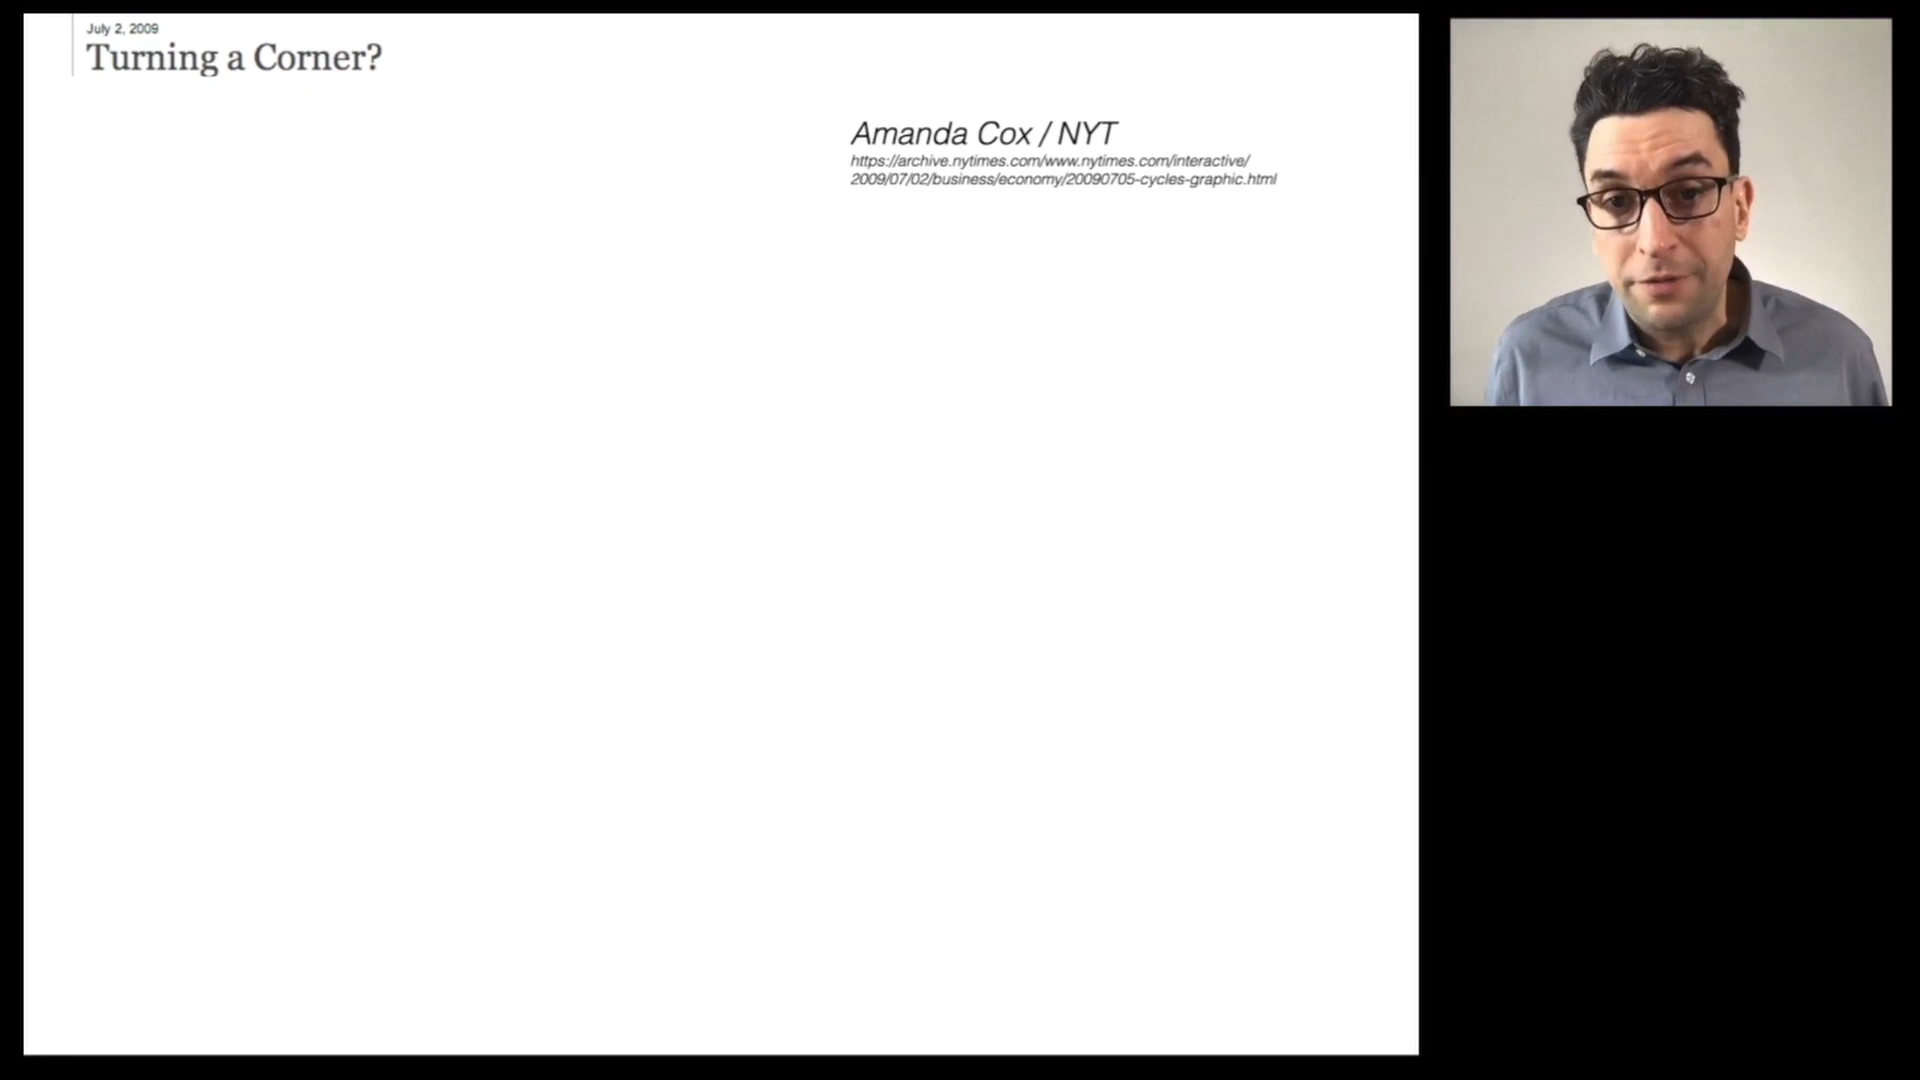 July 2, 2009
Turning a Corner?
Amanda Cox / NYT
https://archive.nytimes.com/www.nytimes.com/interactive/
2009/07/02/business/economy/20090705-cycles-graphic.html